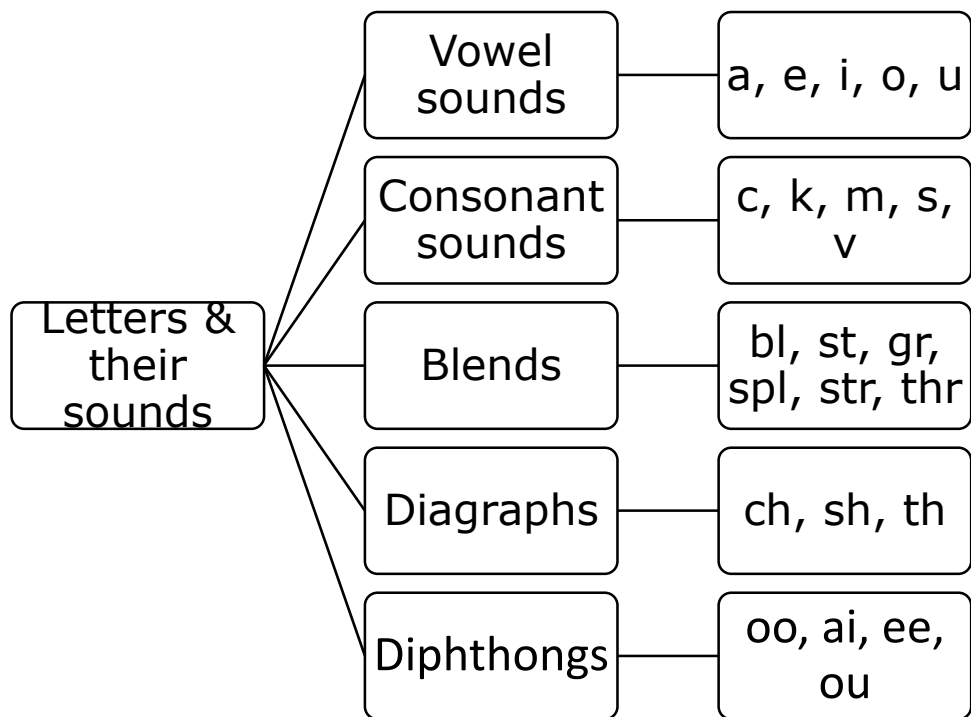 Letters &
their
sounds
Vowel
sounds
a, e, i, o, u
Consonant
sounds
c, k, m, s,
v
Blends
bl, st, gr,
spl, str, thr
Diagraphs
ch, sh, th
Diphthongs
oo, ai, ee,
ou